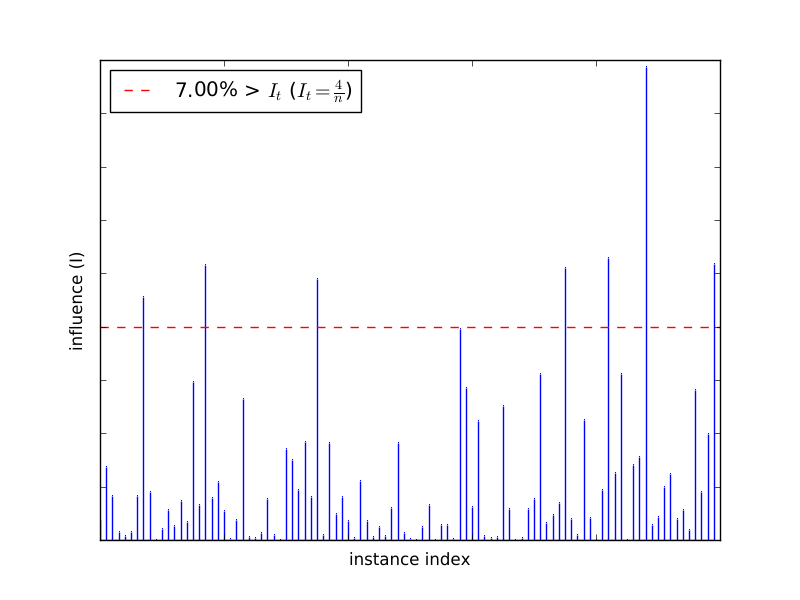 7.00% > I_t (I_t = 4/n)
influence (I)
instance index